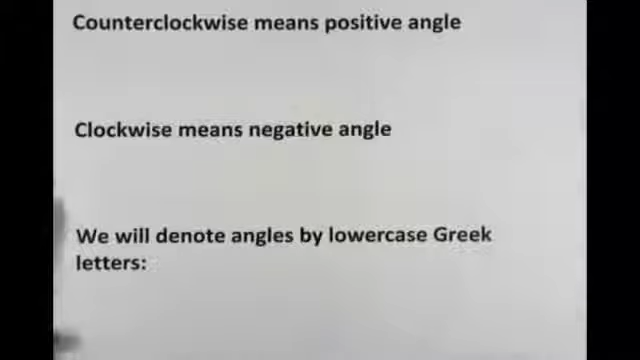 Counterclockwise means positive angle
Clockwise means negative angle
We will denote angles by lowercase Greek
letters: